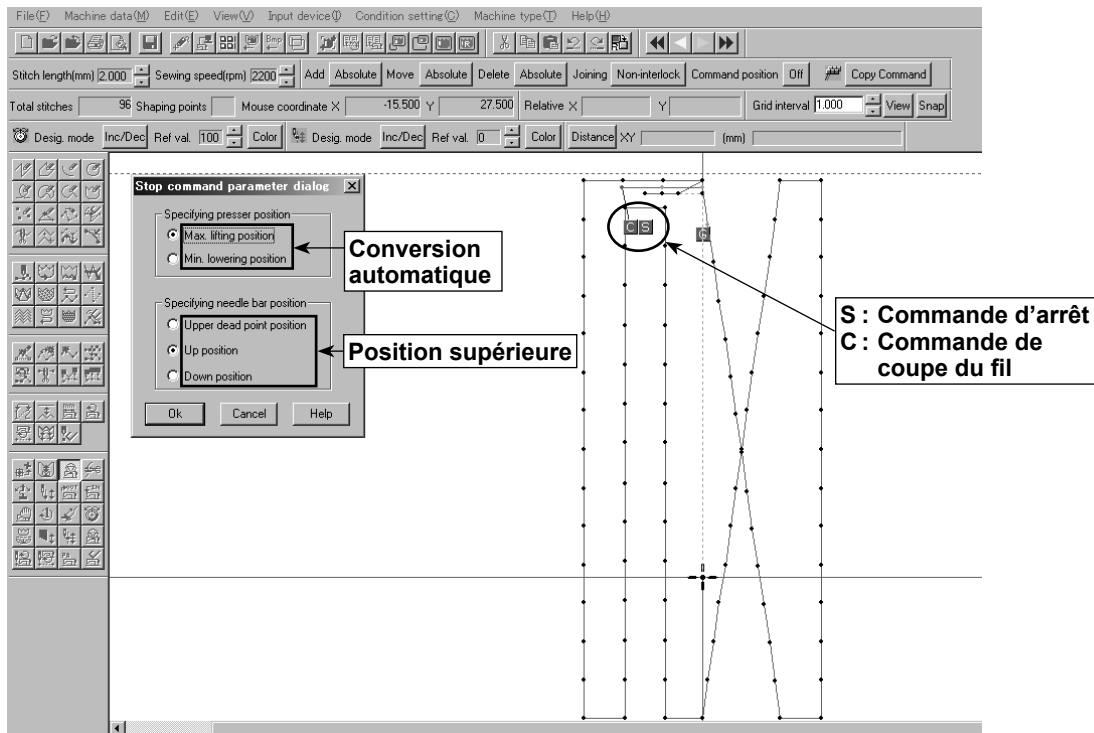 File(F) Machine data(M) Edit(E) View(V) Input device(I) Condition setting(C) Machine type(T) Help(H)
Bmp
Stitch length(mm) 2.000 Sewing speed(rpm) 2200 Add Absolute Move Absolute Delete Absolute Joining Non-interlock Command position Off Copy Command
Total stitches 96 Shaping points Mouse coordinate X -15.500 Y 27.500 Relative X Y Grid interval 1.000 View Snap
Desig. mode Inc/Dec Ref val. 100 Color Desig. mode Inc/Dec Ref val. 0 Color Distance XY (mm)
Stop command parameter dialog
Specifying presser position
Max. lifting position
Min. lowering position
Conversion
automatique
Specifying needle bar position
Upper dead point position
Up position
Down position
Position supérieure
Ok Cancel Help
C S
S : Commande d'arrêt
C : Commande de
coupe du fil